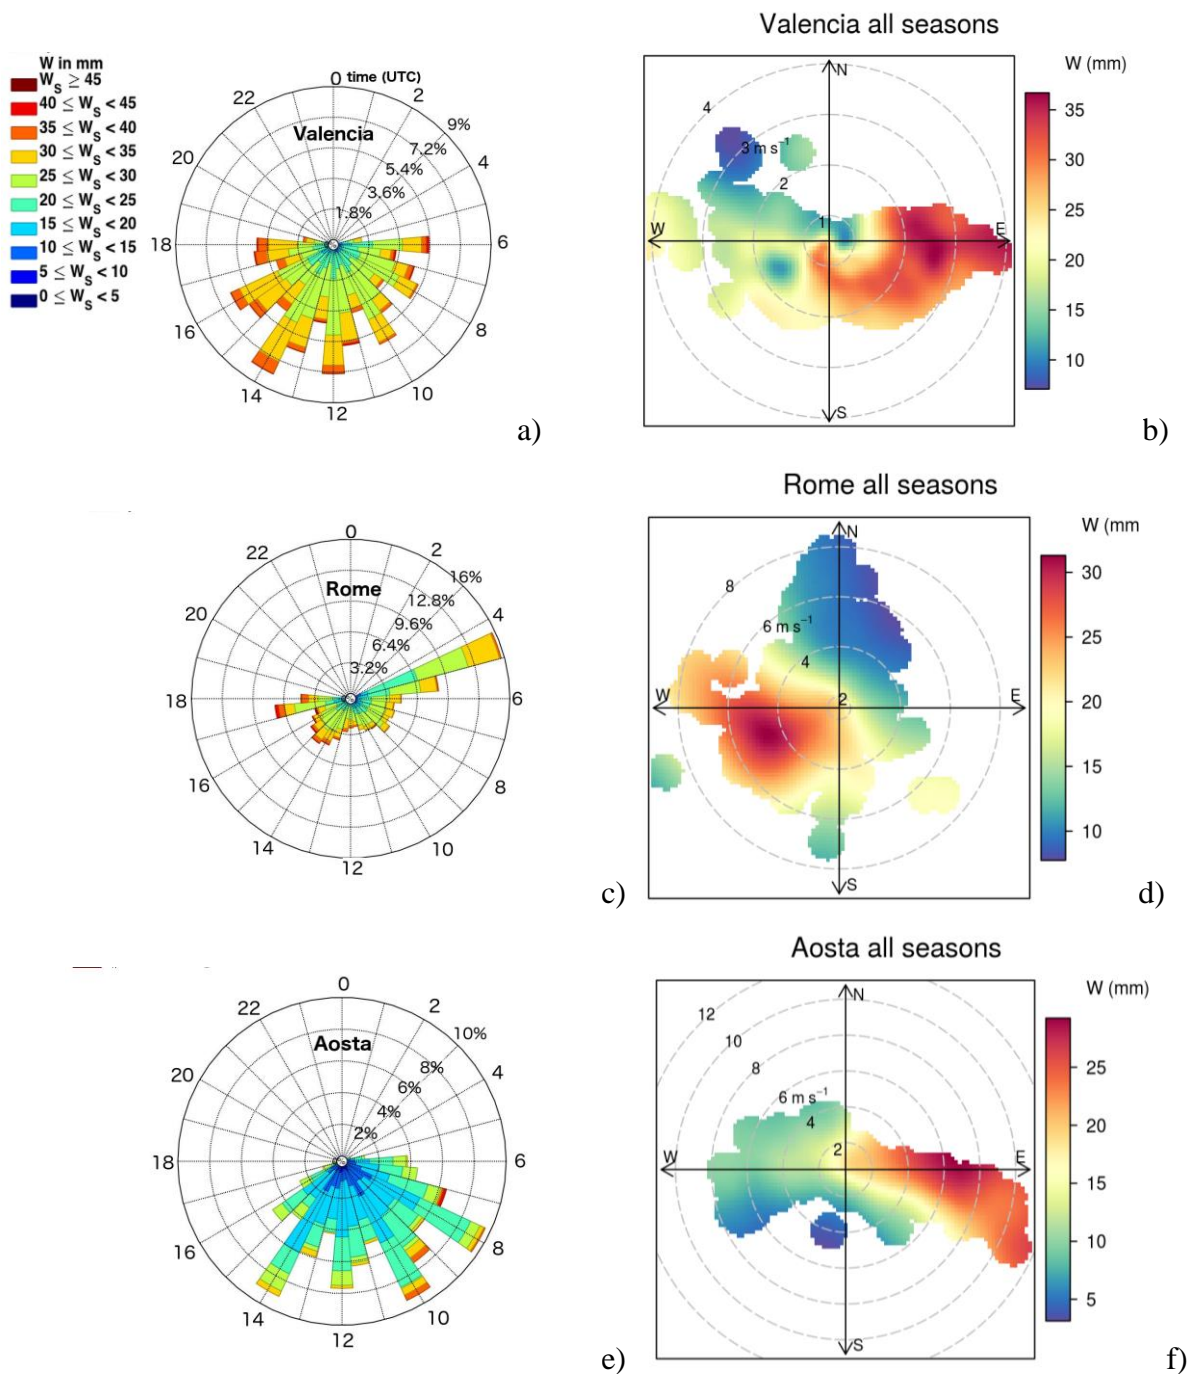 Valencia all seasons
W in mm
W_S ≥ 45
40 ≤ W_S < 45
35 ≤ W_S < 40
30 ≤ W_S < 35
25 ≤ W_S < 30
20 ≤ W_S < 25
15 ≤ W_S < 20
10 ≤ W_S < 15
5 ≤ W_S < 10
0 ≤ W_S < 5
0 time (UTC)
22 2
Valencia 9%
7.2%
20 5.4% 4
3.6%
1.8%
18 6
16 8
14 10
12
a)
W (mm)
N
4
3 m s⁻¹
2
1
W E
S
35
30
25
20
15
10
b)
Rome all seasons
0
22 2
Rome 16%
12.8%
20 9.6% 4
6.4%
3.2%
18 6
16 8
14 10
12
c)
W (mm
N
8
6 m s⁻¹
4
2
W E
S
30
25
20
15
10
d)
Aosta all seasons
0
22 2
Aosta 10%
8%
20 6% 4
4%
2%
18 6
16 8
14 10
12
e)
W (mm)
N
12
10
8
6 m s⁻¹
4
2
W E
S
25
20
15
10
5
f)